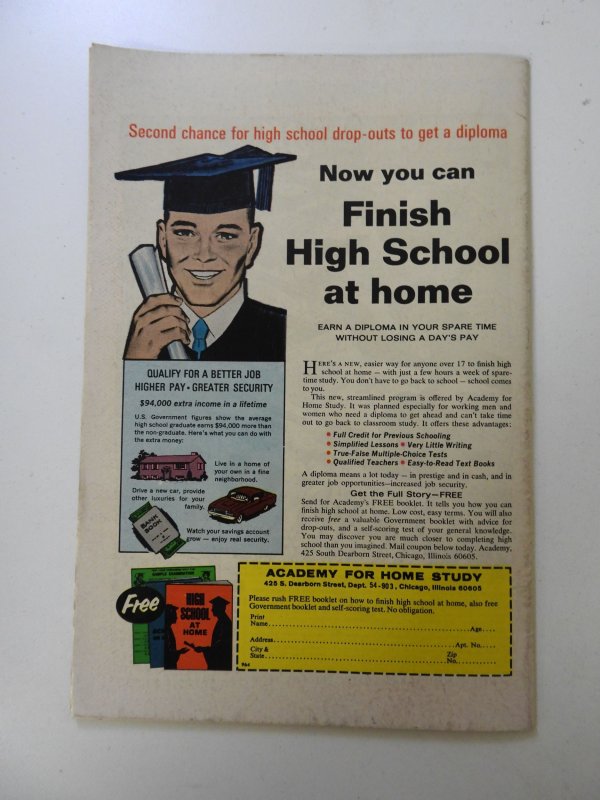 Second chance for high school drop-outs to get a diploma
Now you can
Finish
High School
at home
EARN A DIPLOMA IN YOUR SPARE TIME
WITHOUT LOSING A DAY'S PAY
QUALIFY FOR A BETTER JOB
HIGHER PAY • GREATER SECURITY
$94,000 extra income in a lifetime
U.S. Government figures show the average
high school graduate earns $94,000 more than
the non-graduate. Here's what you can do with
the extra money:
Live in a home of
your own in a fine
neighborhood.
Drive a new car, provide
other luxuries for your
family.
BANK
BOOK
Watch your savings account
grow — enjoy real security.
HERE'S A NEW, easier way for anyone over 17 to finish high
school at home — with just a few hours a week of spare-
time study. You don't have to go back to school — school comes
to you.
This new, streamlined program is offered by Academy for
Home Study. It was planned especially for working men and
women who need a diploma to get ahead and can't take time
out to go back to classroom study. It offers these advantages:
• Full Credit for Previous Schooling
• Simplified Lessons • Very Little Writing
• True-False Multiple-Choice Tests
• Qualified Teachers • Easy-to-Read Text Books
A diploma means a lot today — in prestige and in cash, and in
greater job opportunities—increased job security.
Get the Full Story—FREE
Send for Academy's FREE booklet. It tells you how you can
finish high school at home. Low cost, easy terms. You will also
receive free a valuable Government booklet with advice for
drop-outs, and a self-scoring test of your general knowledge.
You may discover you are much closer to completing high
school than you imagined. Mail coupon below today. Academy,
425 South Dearborn Street, Chicago, Illinois 60605.
Free
HIGH
SCHOOL
AT
HOME
ACADEMY FOR HOME STUDY
425 S. Dearborn Street, Dept. 54-903, Chicago, Illinois 60605
Please rush FREE booklet on how to finish high school at home, also free
Government booklet and self-scoring test. No obligation.
Print
Name Age
Address Apt. No.
City & Zip
State No.